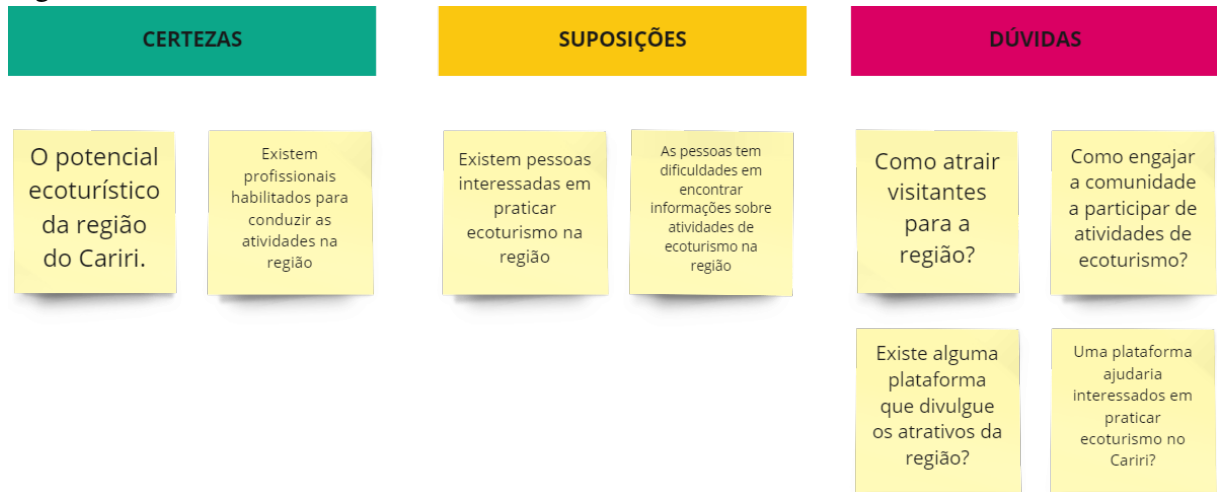 CERTEZAS
SUPOSIÇÕES
DÚVIDAS
O potencial
ecoturístico
da região
do Cariri.
Existem
profissionais
habilitados para
conduzir as
atividades na
região
Existem pessoas
interessadas em
praticar
ecoturismo na
região
As pessoas tem
dificuldades em
encontrar
informações sobre
atividades de
ecoturismo na
região
Como atrair
visitantes
para a
região?
Como engajar
a comunidade
a participar de
atividades de
ecoturismo?
Existe alguma
plataforma
que divulgue
os atrativos da
região?
Uma plataforma
ajudaria
interessados em
praticar
ecoturismo no
Cariri?